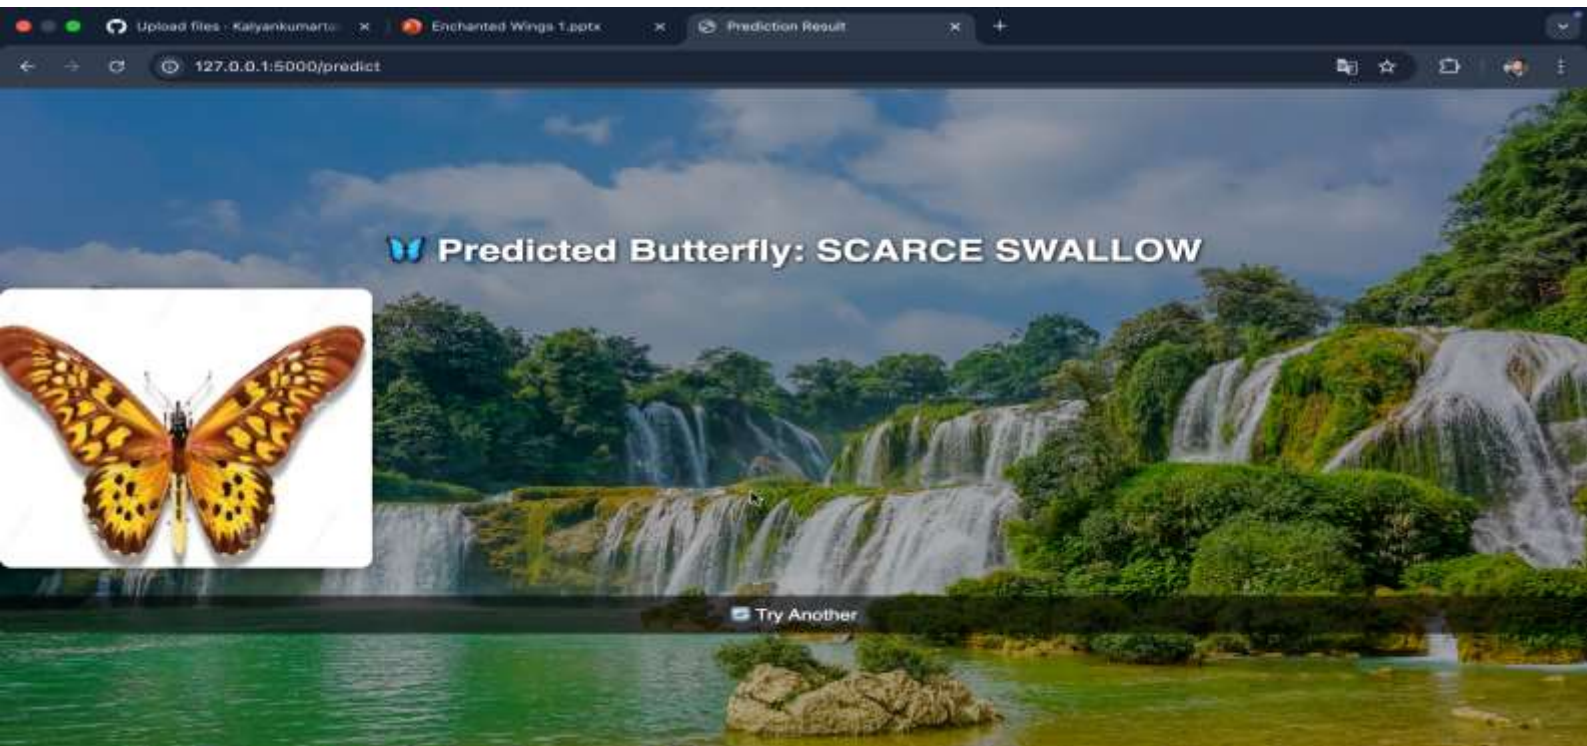 Upload files · Kalyankumarto
Enchanted Wings 1.pptx
Prediction Result
127.0.0.1:5000/predict
Predicted Butterfly: SCARCE SWALLOW
Try Another